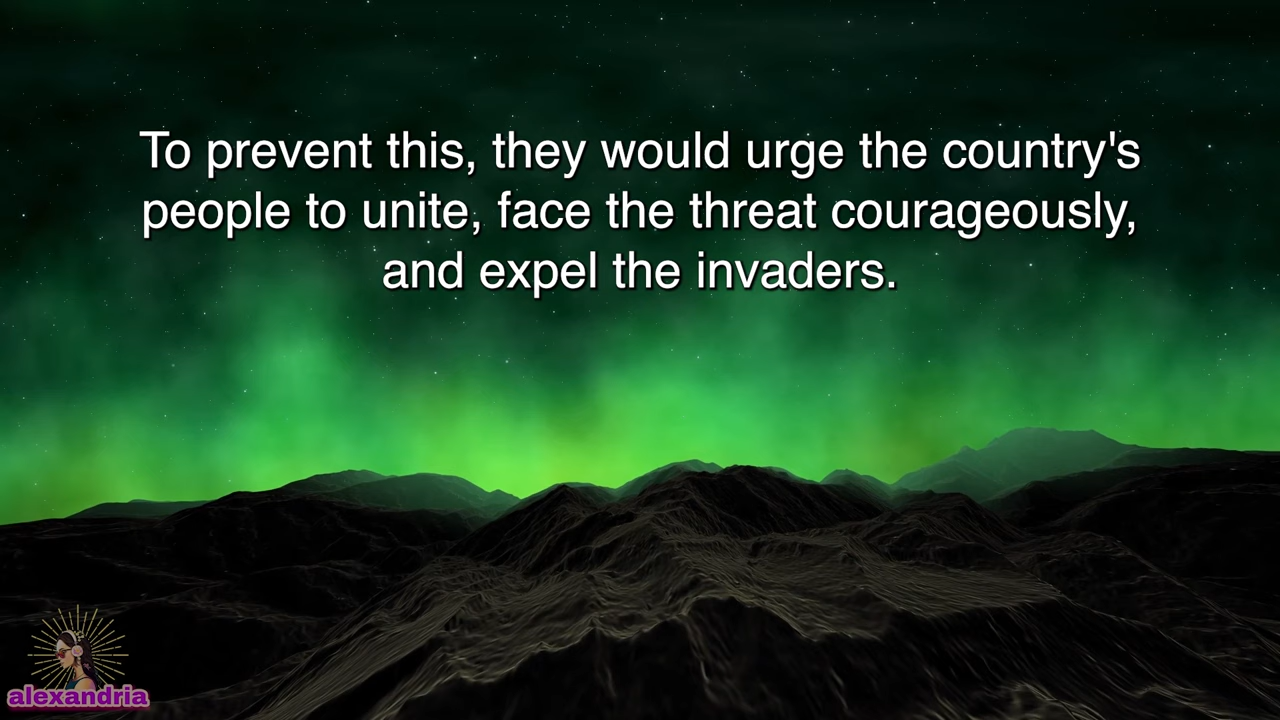 To prevent this, they would urge the country's
people to unite, face the threat courageously,
and expel the invaders.
alexandria